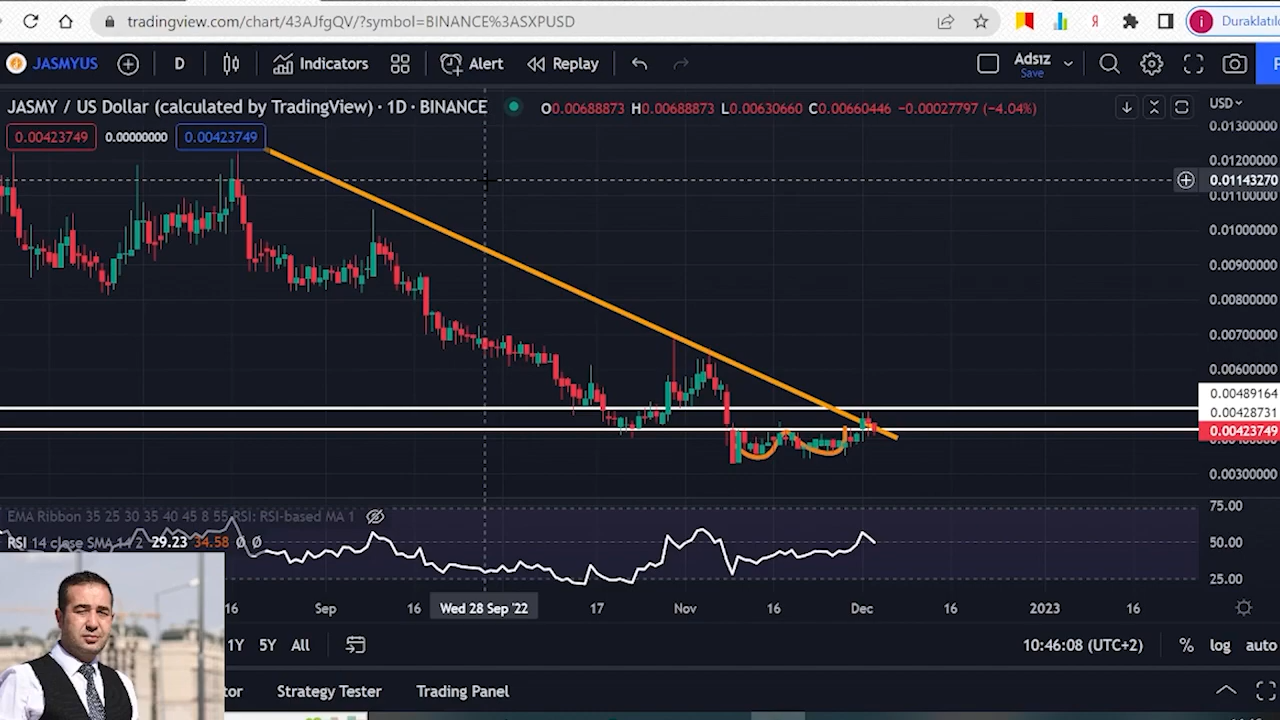 tradingview.com/chart/43AJfgQV/?symbol=BINANCE%3ASXPUSD
Duraklatıl
JASMYUS D Indicators Alert Replay Adsız
Save
JASMY / US Dollar (calculated by TradingView) · 1D · BINANCE O0.00688873 H0.00688873 L0.00630660 C0.00660446 −0.00027797 (−4.04%) USD
0.00423749 0.00000000 0.00423749
0.01300000
0.01200000
0.01143270
0.01100000
0.01000000
0.00900000
0.00800000
0.00700000
0.00600000
0.00489164
0.00428731
0.00423749
0.00300000
EMA Ribbon 35 25 30 35 40 45 8 55 RSI: RSI-based MA 1
RSI 14 close SMA 14 2 29.23 34.58 Ø Ø
75.00
50.00
25.00
16 Sep 16 Wed 28 Sep '22 17 Nov 16 Dec 16 2023 16
1Y 5Y All 10:46:08 (UTC+2) % log auto
tor Strategy Tester Trading Panel